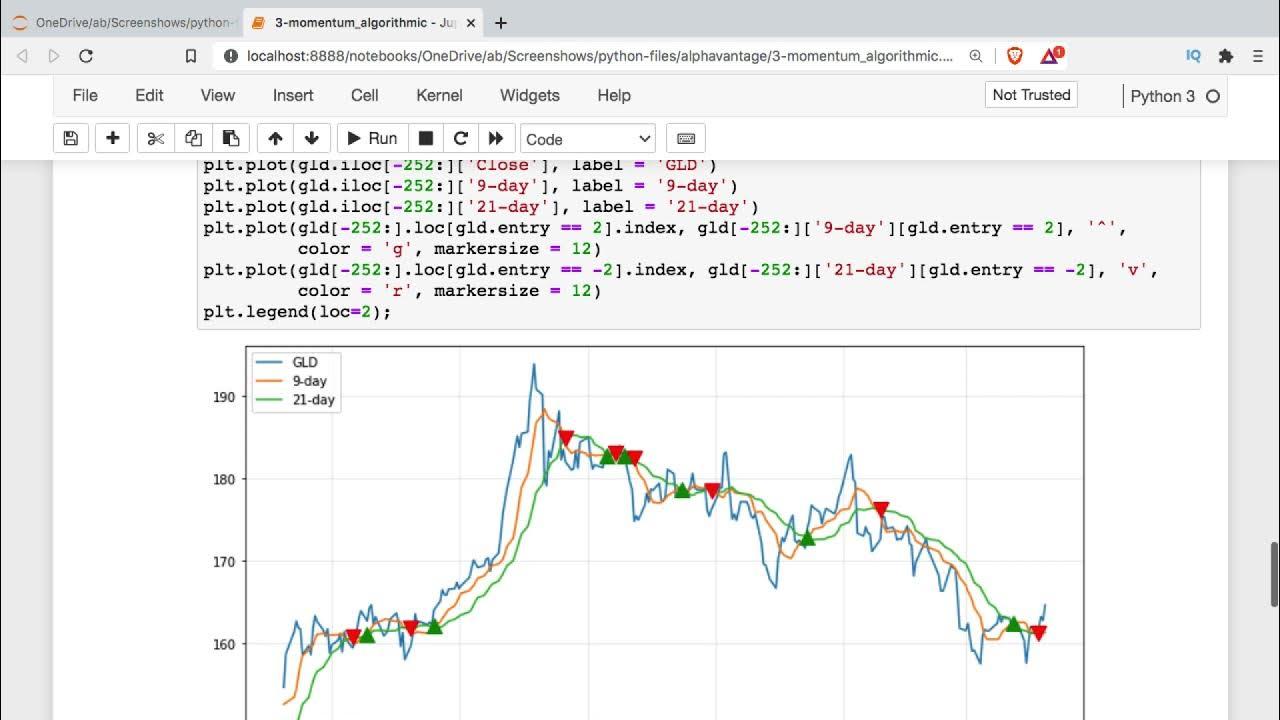 OneDrive/ab/Screenshows/python-
3-momentum_algorithmic - Ju
localhost:8888/notebooks/OneDrive/ab/Screenshows/python-files/alphavantage/3-momentum_algorithmic....
1
IQ
File Edit View Insert Cell Kernel Widgets Help
Not Trusted
Python 3
Run
Code
plt.plot(gld.iloc[-252:]['Close'], label = 'GLD')
plt.plot(gld.iloc[-252:]['9-day'], label = '9-day')
plt.plot(gld.iloc[-252:]['21-day'], label = '21-day')
plt.plot(gld[-252:].loc[gld.entry == 2].index, gld[-252:]['9-day'][gld.entry == 2], '^',
color = 'g', markersize = 12)
plt.plot(gld[-252:].loc[gld.entry == -2].index, gld[-252:]['21-day'][gld.entry == -2], 'v',
color = 'r', markersize = 12)
plt.legend(loc=2);
GLD
9-day
21-day
190
180
170
160